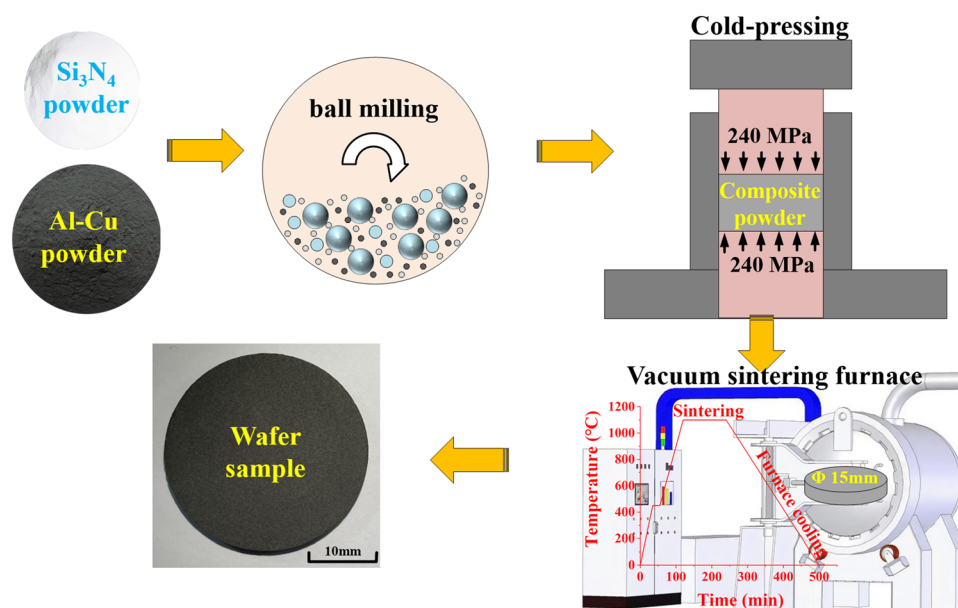 Si₃N₄
powder
Al-Cu
powder
ball milling
Cold-pressing
240 MPa
Composite
powder
240 MPa
Wafer
sample
10mm
Vacuum sintering furnace
Sintering
Furnace cooling
Φ 15mm
Temperature (°C)
1200
1000
800
600
400
200
0
0 100 200 300 400 500
Time (min)